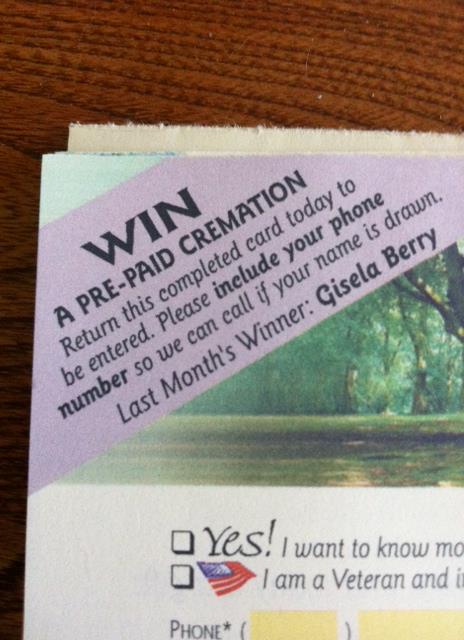 WIN
A PRE-PAID CREMATION
Return this completed card today to
be entered. Please include your phone
number so we can call if your name is drawn.
Last Month's Winner: Gisela Berry
Yes! I want to know mo
I am a Veteran and i
PHONE* ( )